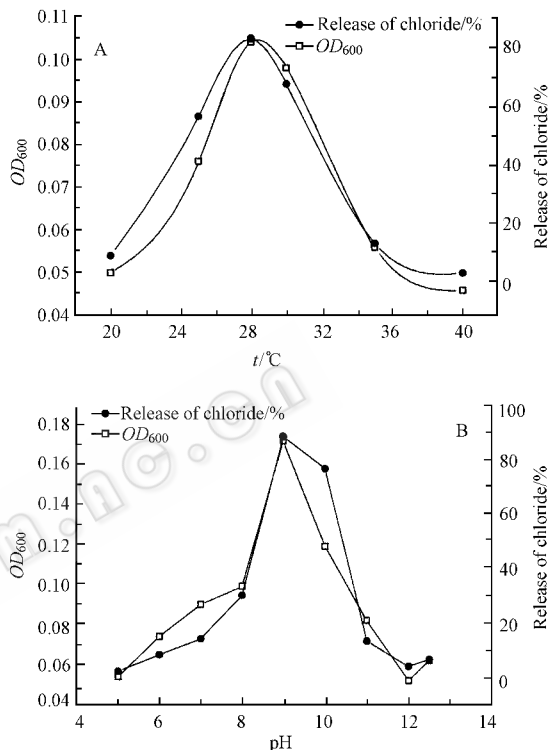 A
Release of chloride/%
OD600
0.11
0.10
0.09
0.08
0.07
0.06
0.05
0.04
OD600
80
60
40
20
0
Release of chloride/%
20 24 28 32 36 40
t/℃
B
Release of chloride/%
OD600
0.18
0.16
0.14
0.12
0.10
0.08
0.06
0.04
OD600
100
80
60
40
20
0
Release of chloride/%
4 6 8 10 12 14
pH
m.nc.cn